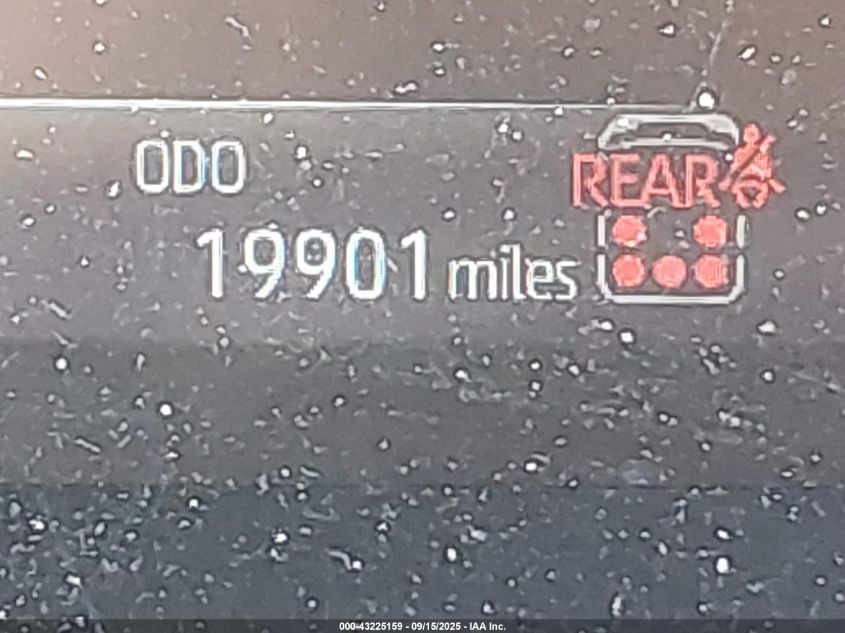 ODO
REAR
19901 miles
000-43225159 - 09/15/2025 - IAA Inc.